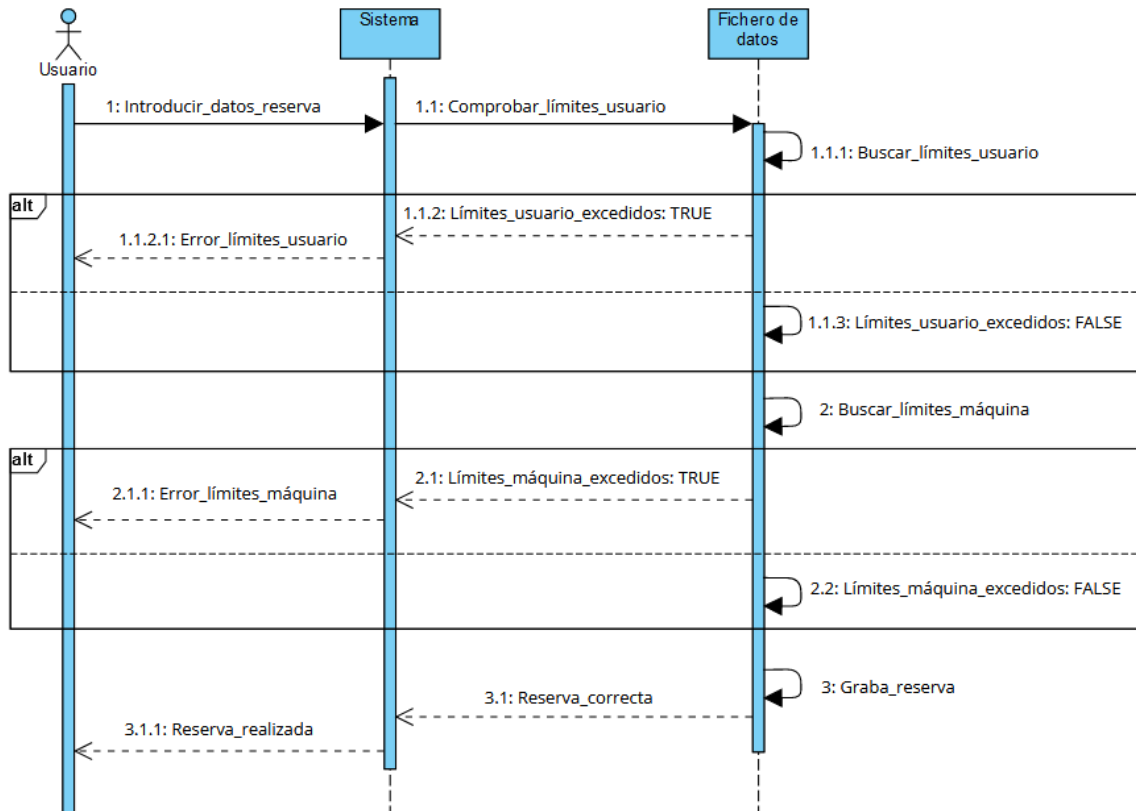 Usuario
Sistema
Fichero de
datos
1: Introducir_datos_reserva
1.1: Comprobar_límites_usuario
1.1.1: Buscar_límites_usuario
alt
1.1.2: Límites_usuario_excedidos: TRUE
1.1.2.1: Error_límites_usuario
1.1.3: Límites_usuario_excedidos: FALSE
2: Buscar_límites_máquina
alt
2.1: Límites_máquina_excedidos: TRUE
2.1.1: Error_límites_máquina
2.2: Límites_máquina_excedidos: FALSE
3: Graba_reserva
3.1: Reserva_correcta
3.1.1: Reserva_realizada